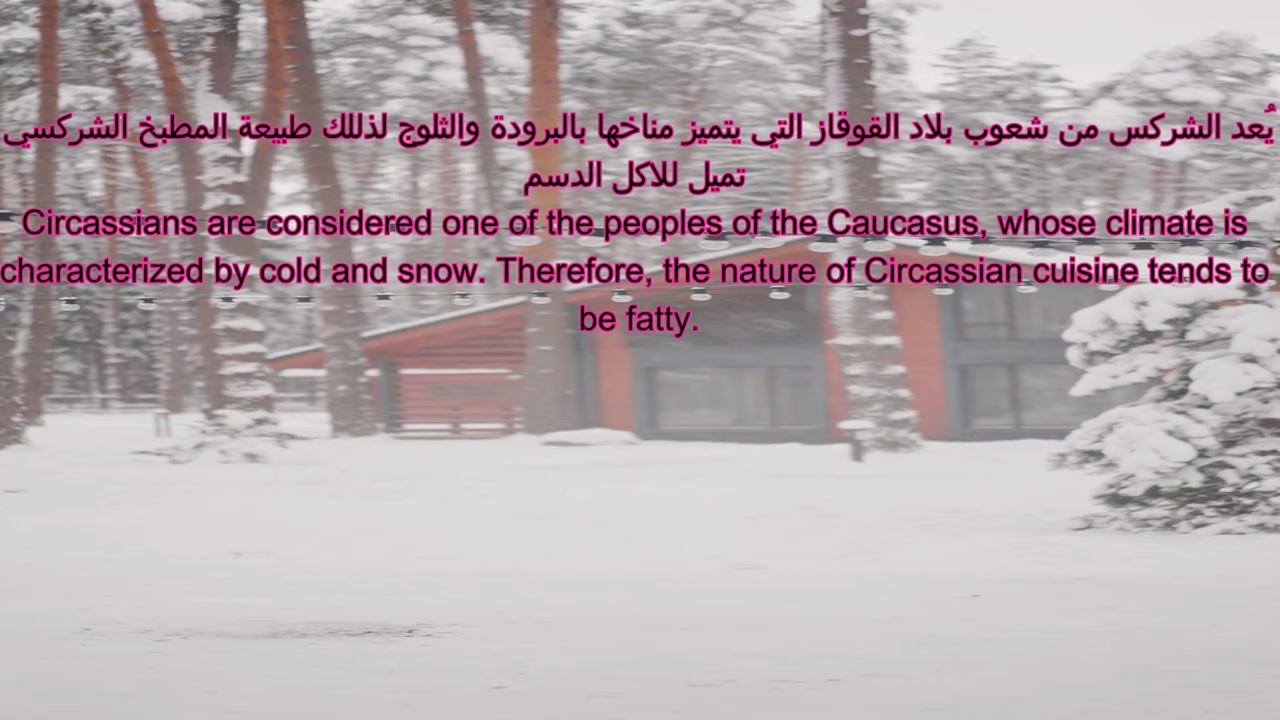 يُعد الشركس من شعوب بلاد القوقاز التي يتميز مناخها بالبرودة والثلوج لذللك طبيعة المطبخ الشركسي
تميل للاكل الدسم
Circassians are considered one of the peoples of the Caucasus, whose climate is
characterized by cold and snow. Therefore, the nature of Circassian cuisine tends to
be fatty.